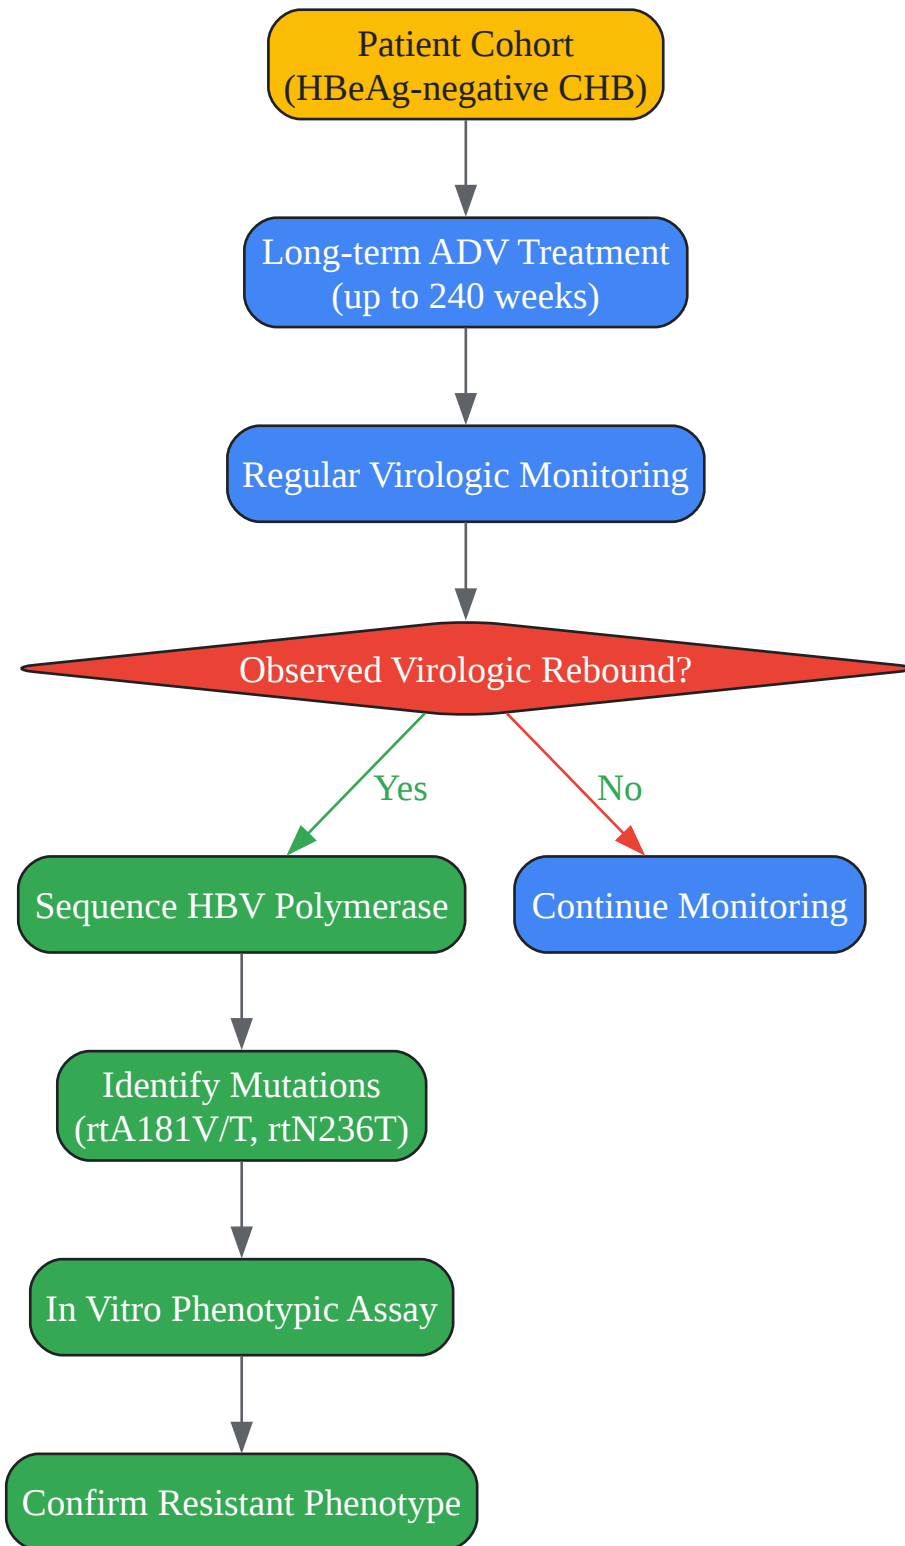 Patient Cohort
(HBeAg-negative CHB)
Long-term ADV Treatment
(up to 240 weeks)
Regular Virologic Monitoring
Observed Virologic Rebound?
Yes
No
Sequence HBV Polymerase
Continue Monitoring
Identify Mutations
(rtA181V/T, rtN236T)
In Vitro Phenotypic Assay
Confirm Resistant Phenotype